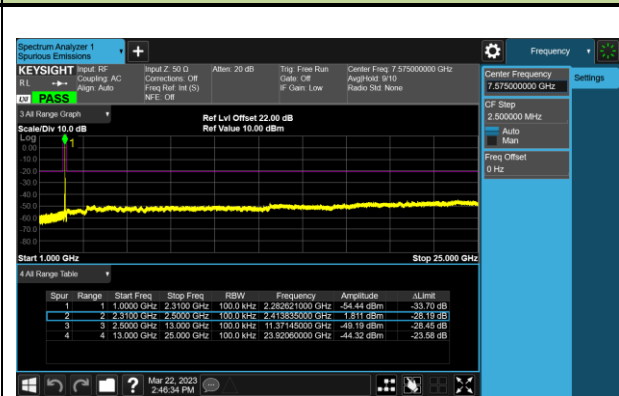 Spectrum Analyzer 1
Spurious Emissions
+
Frequency
KEYSIGHT
Input: RF
Coupling: AC
Align: Auto
Input Z: 50 Ω
Corrections: Off
Freq Ref: Int (S)
NFE: Off
Atten: 20 dB
Trig: Free Run
Gate: Off
IF Gain: Low
Center Freq: 7.575000000 GHz
Avg|Hold: 9/10
Radio Std: None
RL
PASS
Center Frequency
7.575000000 GHz
Settings
CF Step
2.500000 MHz
Auto
Man
Freq Offset
0 Hz
3 All Range Graph
Scale/Div 10.0 dB
Ref Lvl Offset 22.00 dB
Ref Value 10.00 dBm
Log
1
0.00
-10.0
-20.0
-30.0
-40.0
-50.0
-60.0
-70.0
-80.0
Start 1.000 GHz
Stop 25.000 GHz
4 All Range Table
Spur Range Start Freq Stop Freq RBW Frequency Amplitude ΔLimit
1 1 1.0000 GHz 2.3100 GHz 100.0 kHz 2.282621000 GHz -54.44 dBm -33.70 dB
2 2 2.3100 GHz 2.5000 GHz 100.0 kHz 2.413835000 GHz 1.811 dBm -28.19 dB
3 3 2.5000 GHz 13.000 GHz 100.0 kHz 11.37145000 GHz -49.19 dBm -28.45 dB
4 4 13.000 GHz 25.000 GHz 100.0 kHz 23.92060000 GHz -44.32 dBm -23.58 dB
?
Mar 22, 2023
2:46:34 PM